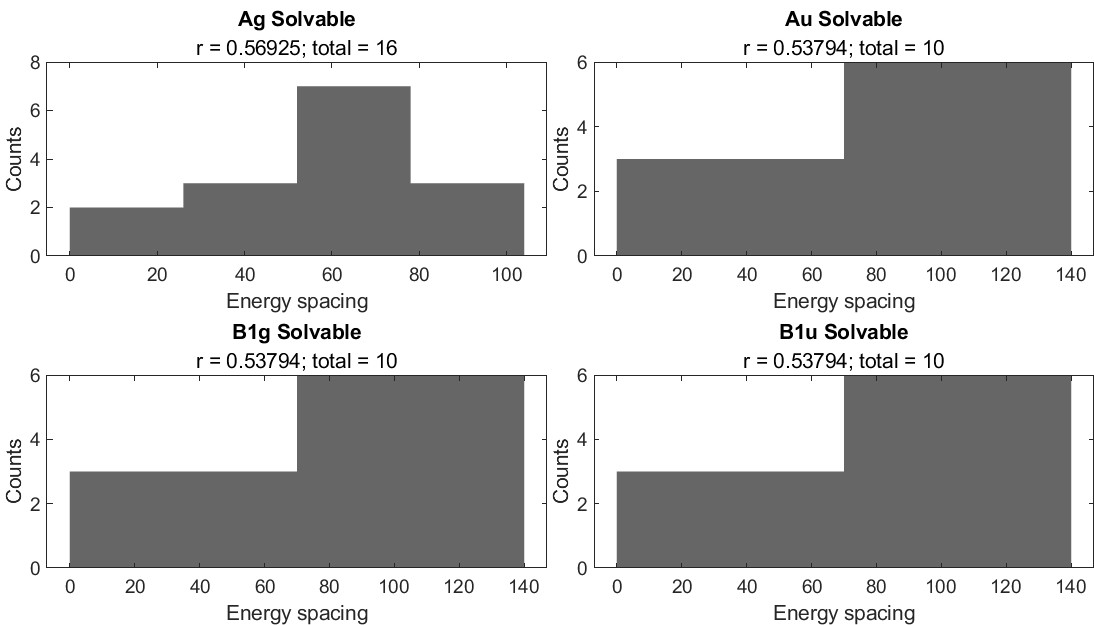 Ag Solvable
r = 0.56925; total = 16
8
6
4
2
0
Counts
0 20 40 60 80 100
Energy spacing
Au Solvable
r = 0.53794; total = 10
6
4
2
0
Counts
0 20 40 60 80 100 120 140
Energy spacing
B1g Solvable
r = 0.53794; total = 10
6
4
2
0
Counts
0 20 40 60 80 100 120 140
Energy spacing
B1u Solvable
r = 0.53794; total = 10
6
4
2
0
Counts
0 20 40 60 80 100 120 140
Energy spacing